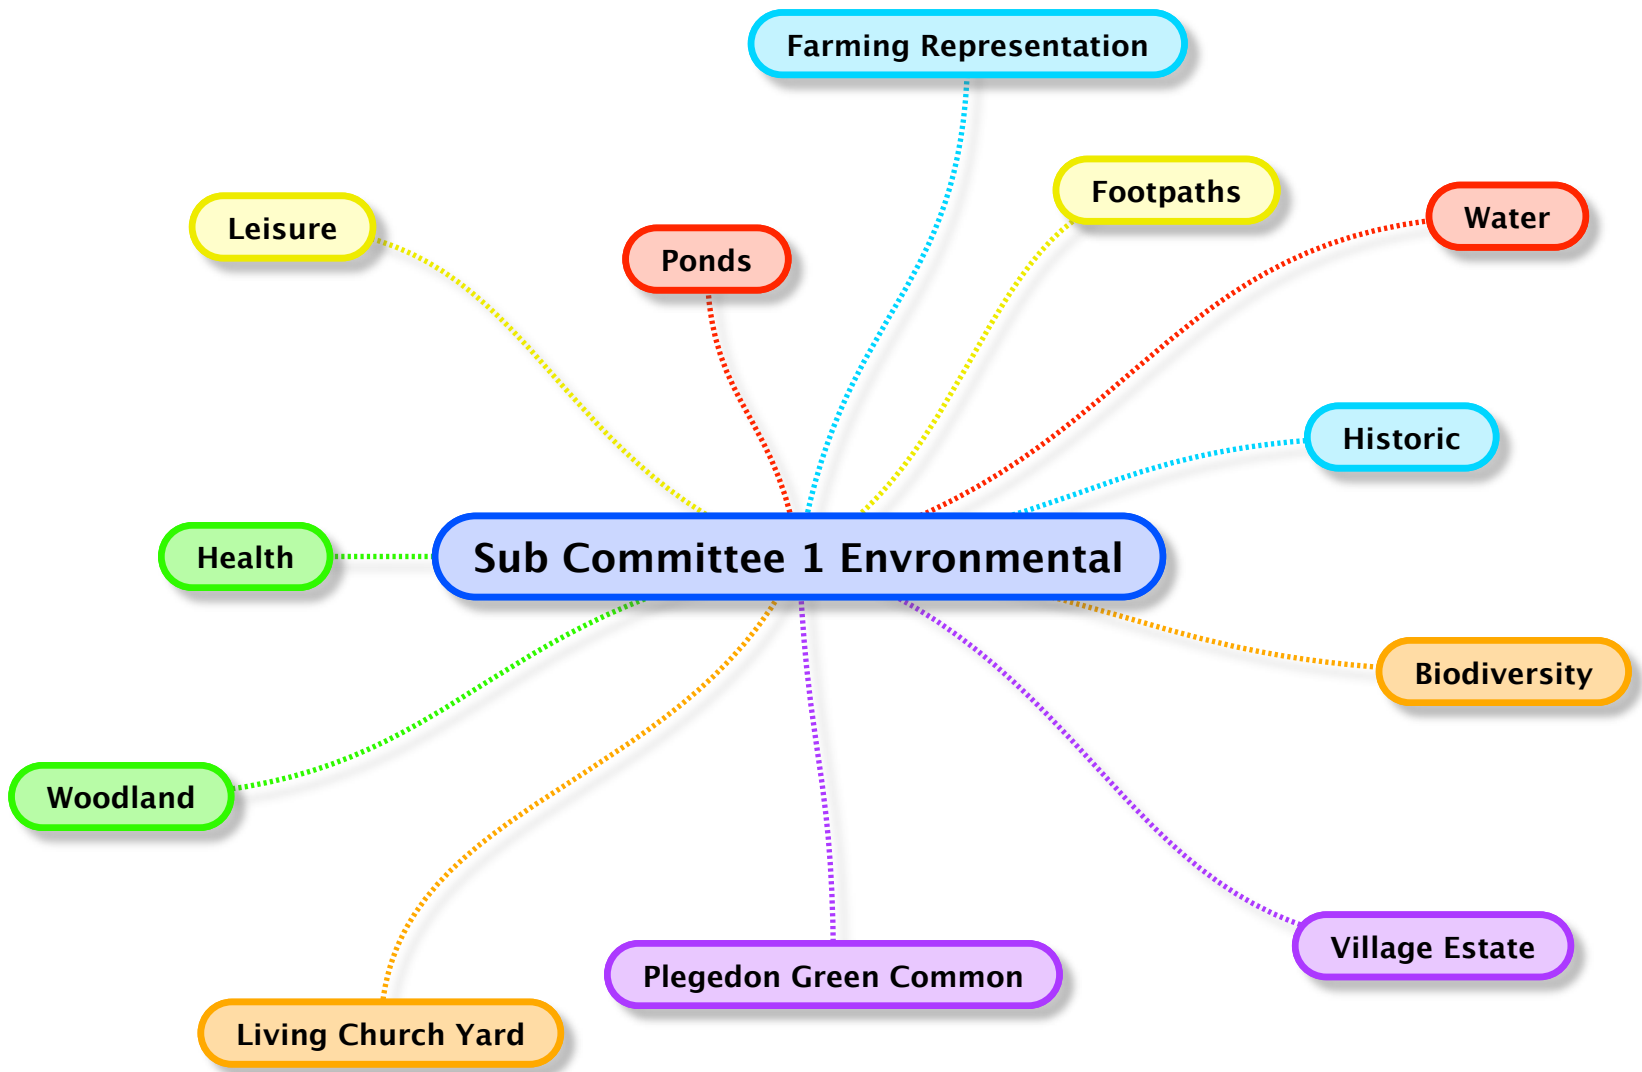 Farming Representation
Footpaths
Water
Leisure
Ponds
Historic
Health
Sub Committee 1 Envronmental
Biodiversity
Woodland
Village Estate
Plegedon Green Common
Living Church Yard